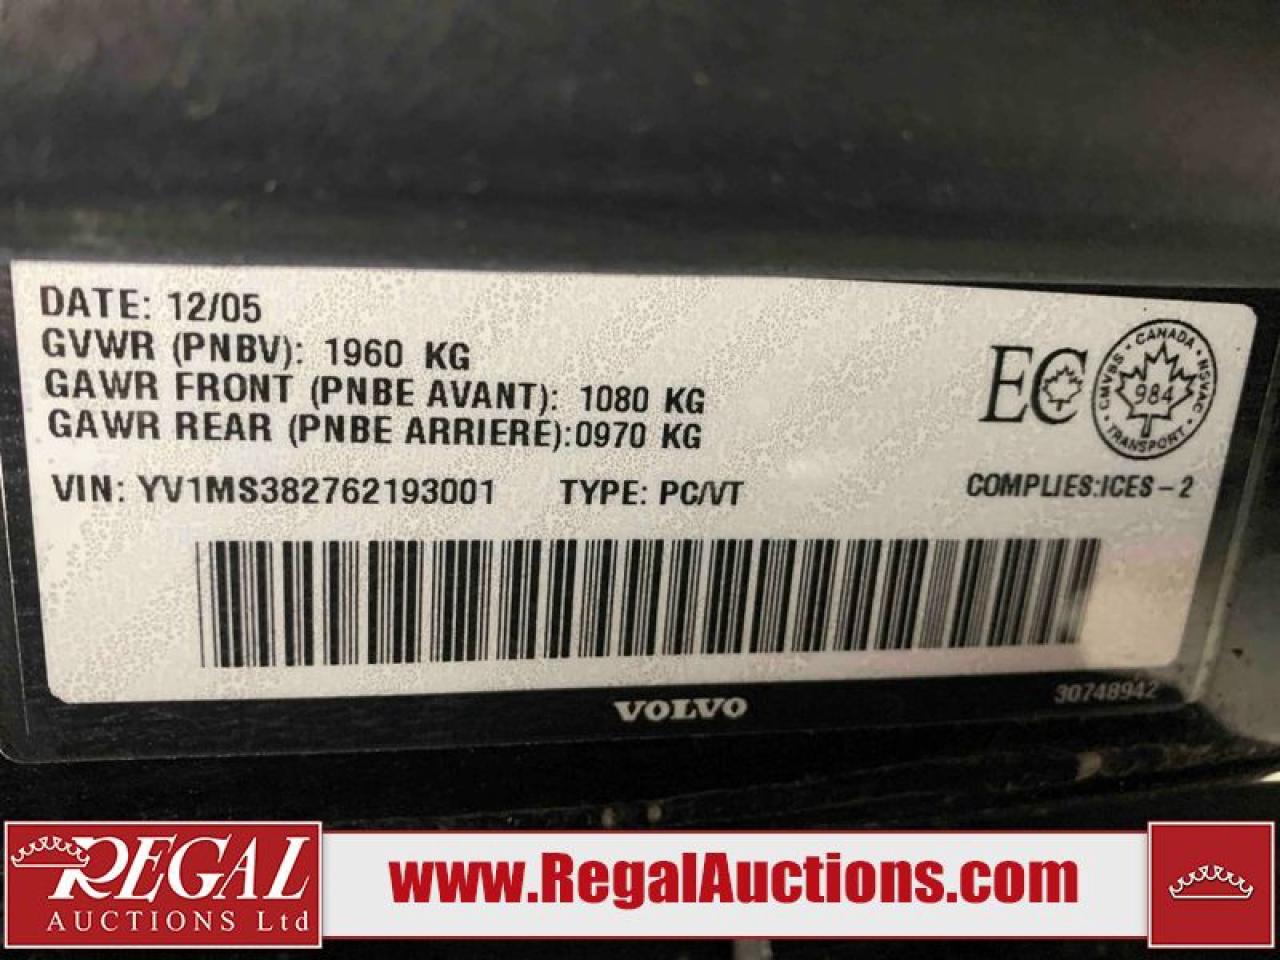 DATE: 12/05
GVWR (PNBV): 1960 KG
GAWR FRONT (PNBE AVANT): 1080 KG
GAWR REAR (PNBE ARRIERE):0970 KG
VIN: YV1MS382762193001 TYPE: PC/VT
EC
CANADA
CMVSS • NSVAC
984
TRANSPORT
COMPLIES:ICES-2
VOLVO
30748942
REGAL
AUCTIONS Ltd
www.RegalAuctions.com